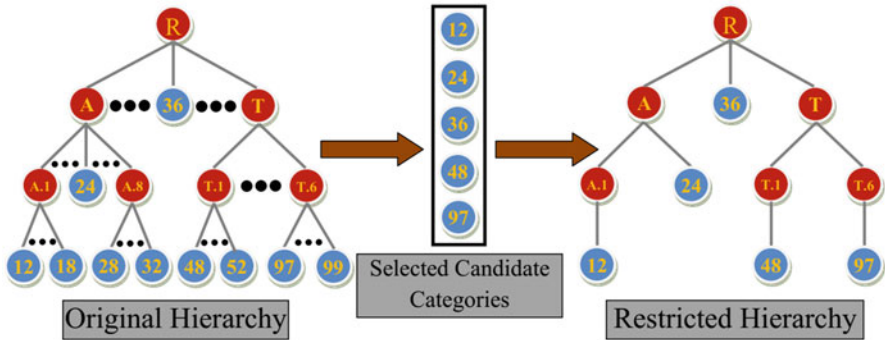 R
A 36 T
A.1 24 A.8 T.1 T.6
12 18 28 32 48 52 97 99
Original Hierarchy
12
24
36
48
97
Selected Candidate
Categories
R
A 36 T
A.1 24 T.1 T.6
12 48 97
Restricted Hierarchy